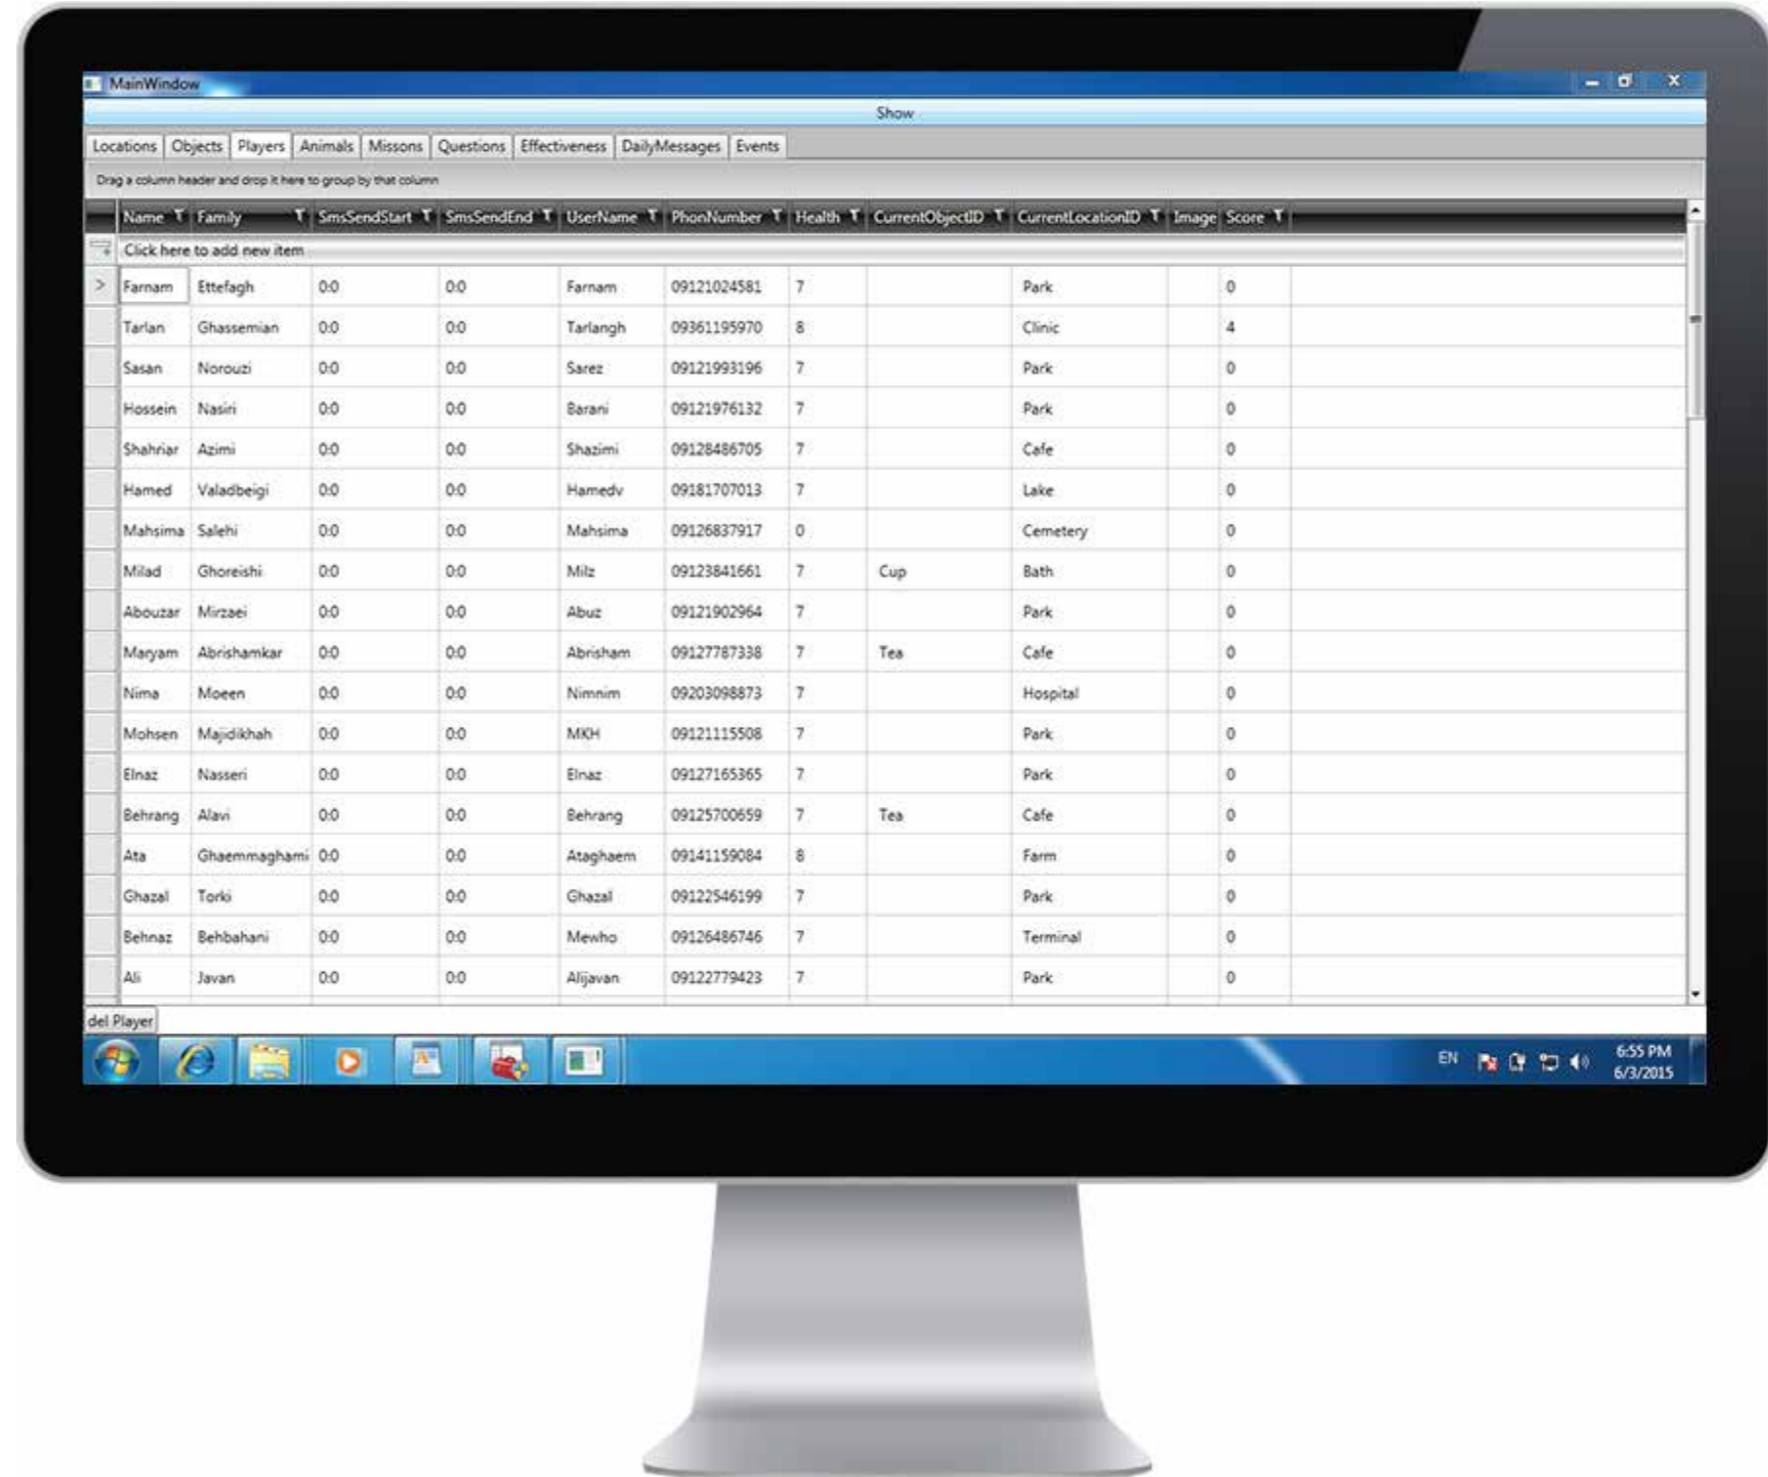 MainWindow
Show
Locations Objects Players Animals Missons Questions Effectiveness DailyMessages Events
Drag a column header and drop it here to group by that column
Name Family SmsSendStart SmsSendEnd UserName PhonNumber Health CurrentObjectID CurrentLocationID Image Score
Click here to add new item
Farnam Ettefagh 0:0 0:0 Farnam 09121024581 7 Park 0
Tarlan Ghassemian 0:0 0:0 Tarlangh 09361195970 8 Clinic 4
Sasan Norouzi 0:0 0:0 Sarez 09121993196 7 Park 0
Hossein Nasiri 0:0 0:0 Barani 09121976132 7 Park 0
Shahriar Azimi 0:0 0:0 Shazimi 09128486705 7 Cafe 0
Hamed Valadbeigi 0:0 0:0 Hamedv 09181707013 7 Lake 0
Mahsima Salehi 0:0 0:0 Mahsima 09126837917 0 Cemetery 0
Milad Ghoreishi 0:0 0:0 Milz 09123841661 7 Cup Bath 0
Abouzar Mirzaei 0:0 0:0 Abuz 09121902964 7 Park 0
Maryam Abrishamkar 0:0 0:0 Abrisham 09127787338 7 Tea Cafe 0
Nima Moeen 0:0 0:0 Nimnim 09203098873 7 Hospital 0
Mohsen Majidikhah 0:0 0:0 MKH 09121115508 7 Park 0
Elnaz Nasseri 0:0 0:0 Elnaz 09127165365 7 Park 0
Behrang Alavi 0:0 0:0 Behrang 09125700659 7 Tea Cafe 0
Ata Ghaemmaghami 0:0 0:0 Ataghaem 09141159084 8 Farm 0
Ghazal Torki 0:0 0:0 Ghazal 09122546199 7 Park 0
Behnaz Behbahani 0:0 0:0 Mewho 09126486746 7 Terminal 0
Ali Javan 0:0 0:0 Alijavan 09122779423 7 Park 0
del Player
EN 6:55 PM
6/3/2015